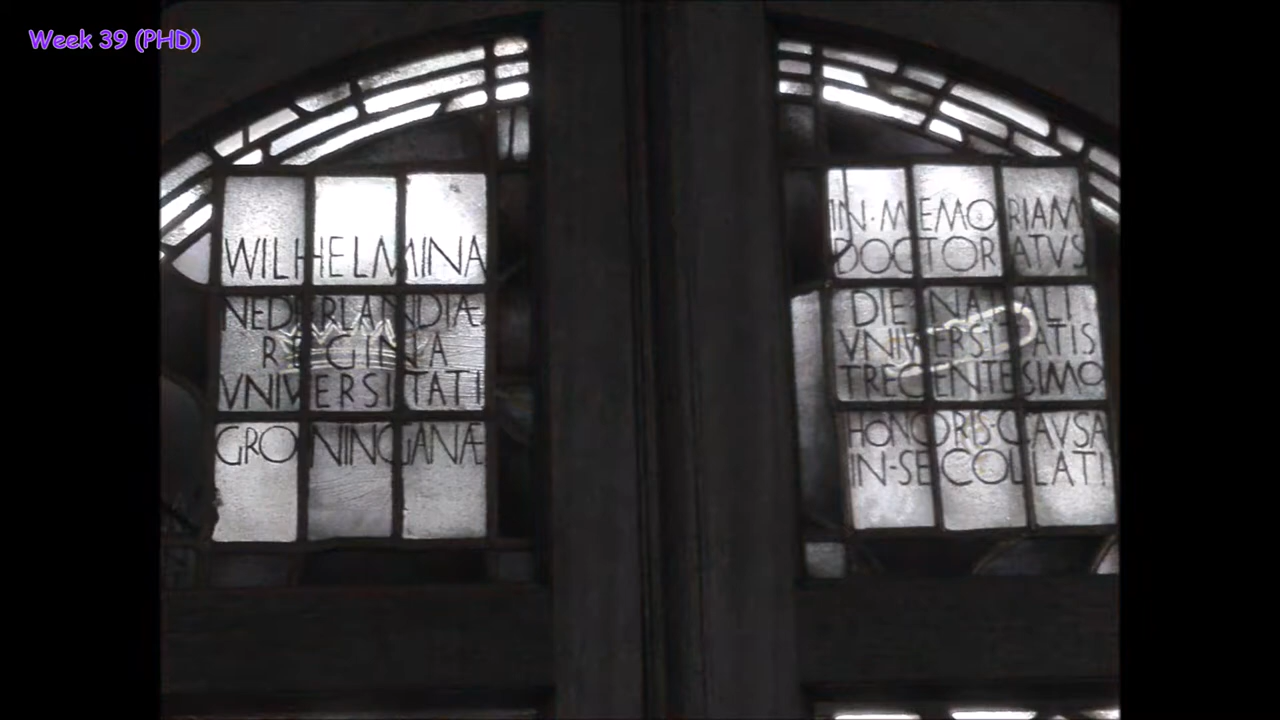 Week 39 (PHD)
WILHELMINA
NEDERLANDIÆ
REGINA
VNIVERSITATI
GRONINGANÆ
IN·MEMORIAM
DOCTORATVS
DIE NATALI
VNIVERSITATIS
TRECENTESIMO
HONORIS·CAVSA
IN·SE COLLATI